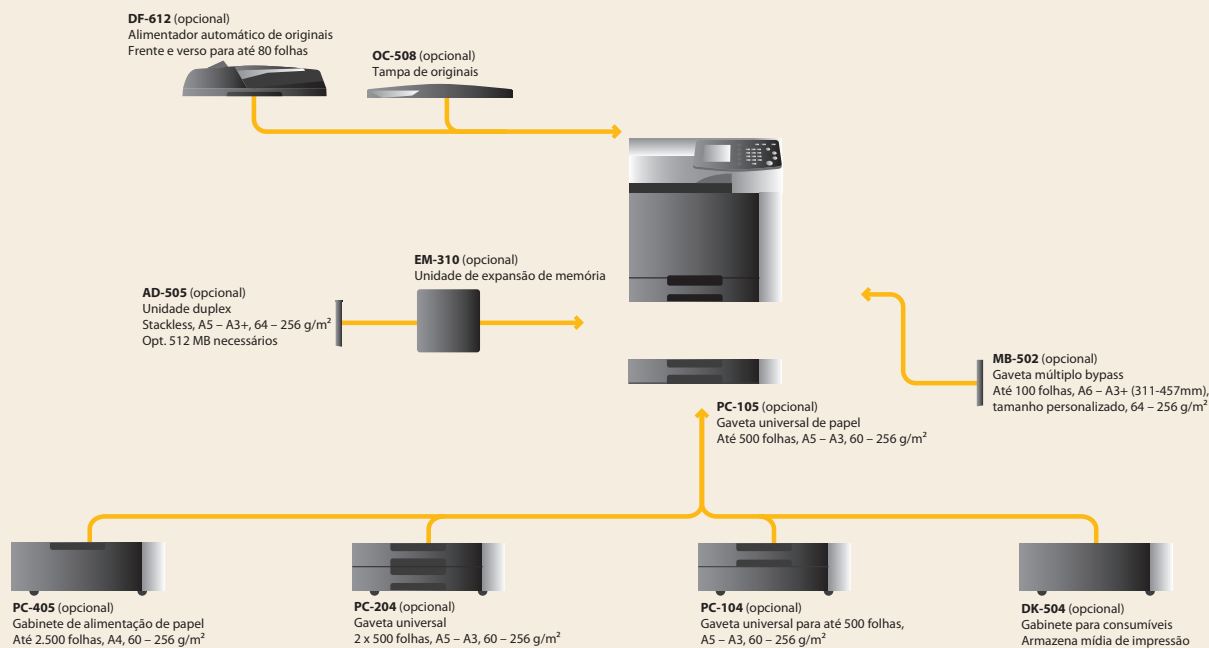 DF-612 (opcional)
Alimentador automático de originais
Frente e verso para até 80 folhas
OC-508 (opcional)
Tampa de originais
EM-310 (opcional)
Unidade de expansão de memória
AD-505 (opcional)
Unidade duplex
Stackless, A5 – A3+, 64 – 256 g/m²
Opt. 512 MB necessários
MB-502 (opcional)
Gaveta múltiplo bypass
Até 100 folhas, A6 – A3+ (311-457mm),
tamanho personalizado, 64 – 256 g/m²
PC-105 (opcional)
Gaveta universal de papel
Até 500 folhas, A5 – A3, 60 – 256 g/m²
PC-405 (opcional)
Gabinete de alimentação de papel
Até 2.500 folhas, A4, 60 – 256 g/m²
PC-204 (opcional)
Gaveta universal
2 x 500 folhas, A5 – A3, 60 – 256 g/m²
PC-104 (opcional)
Gaveta universal para até 500 folhas,
A5 – A3, 60 – 256 g/m²
DK-504 (opcional)
Gabinete para consumíveis
Armazena mídia de impressão